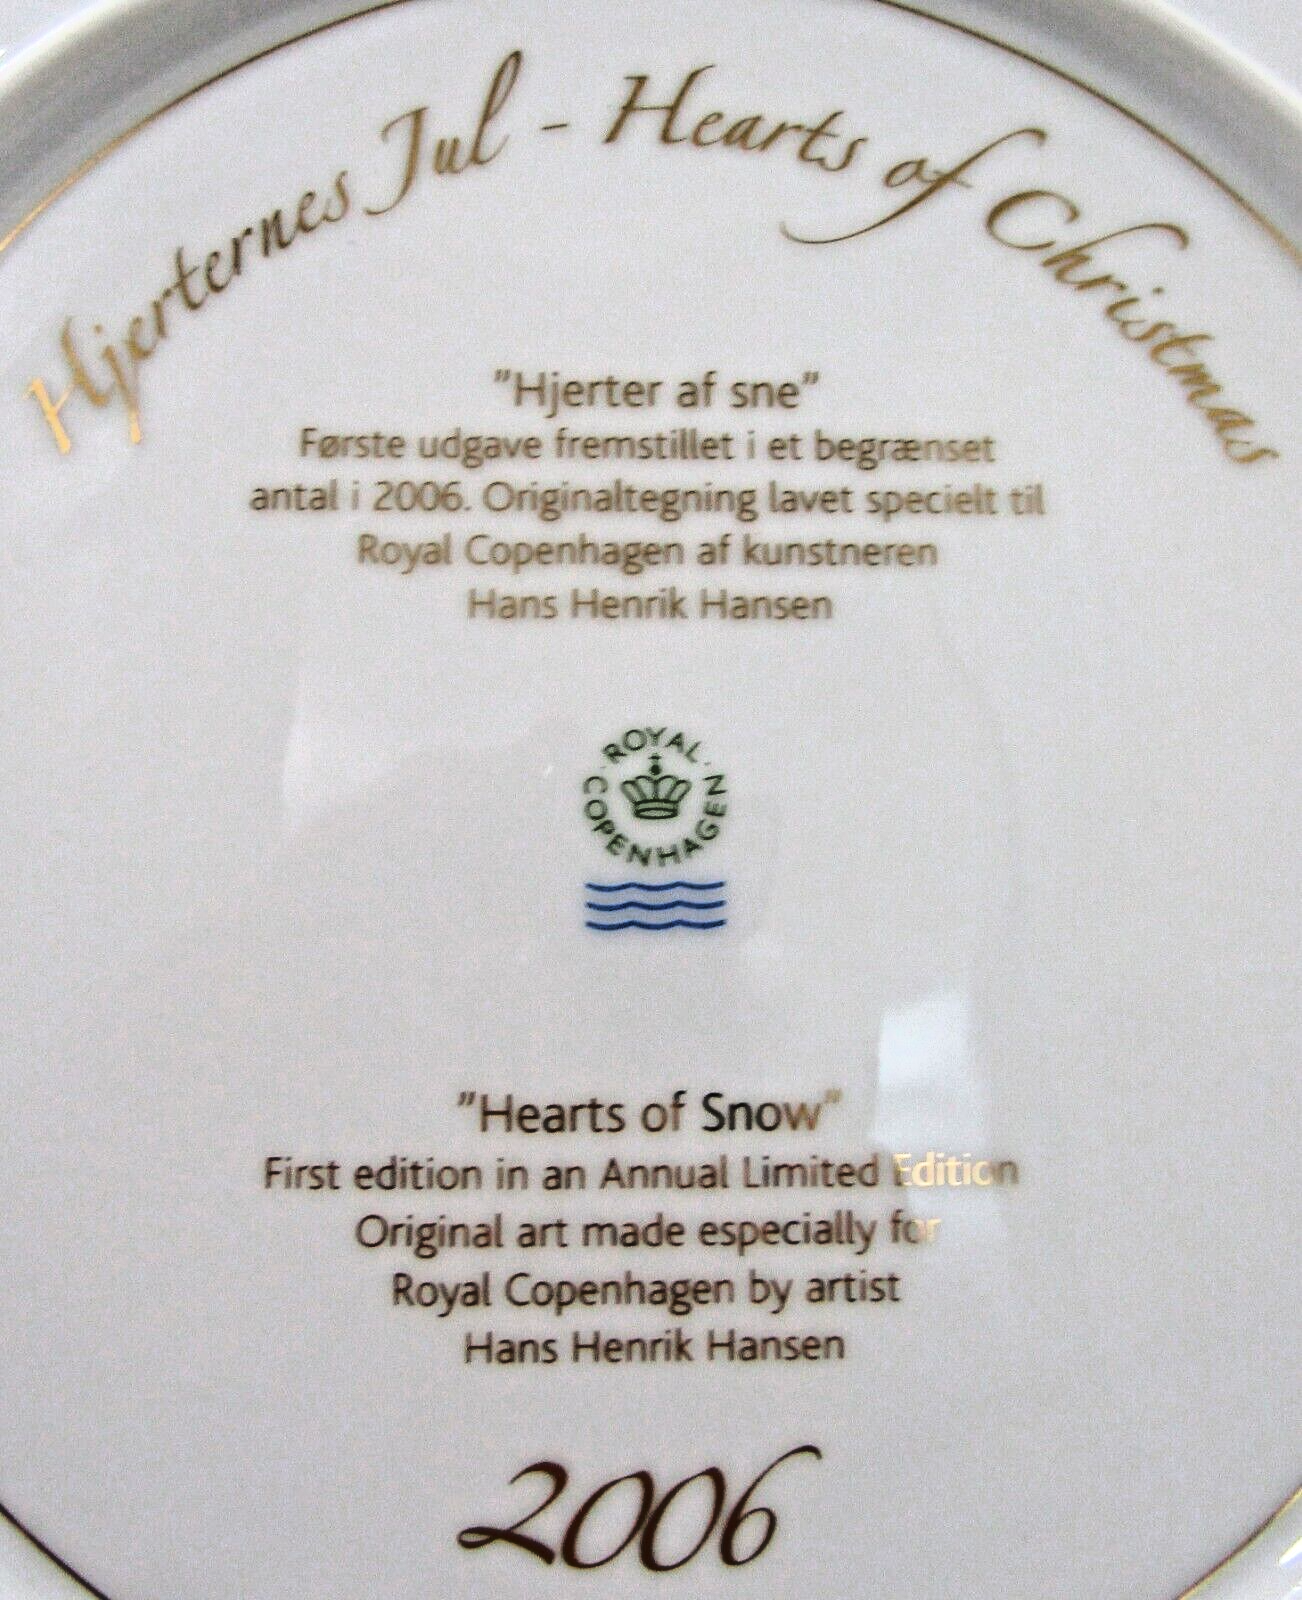 Hjerternes Jul - Hearts of Christmas
"Hjerter af sne"
Første udgave fremstillet i et begrænset
antal i 2006. Originaltegning lavet specielt til
Royal Copenhagen af kunstneren
Hans Henrik Hansen
ROYAL COPENHAGEN
"Hearts of Snow"
First edition in an Annual Limited Edition
Original art made especially for
Royal Copenhagen by artist
Hans Henrik Hansen
2006